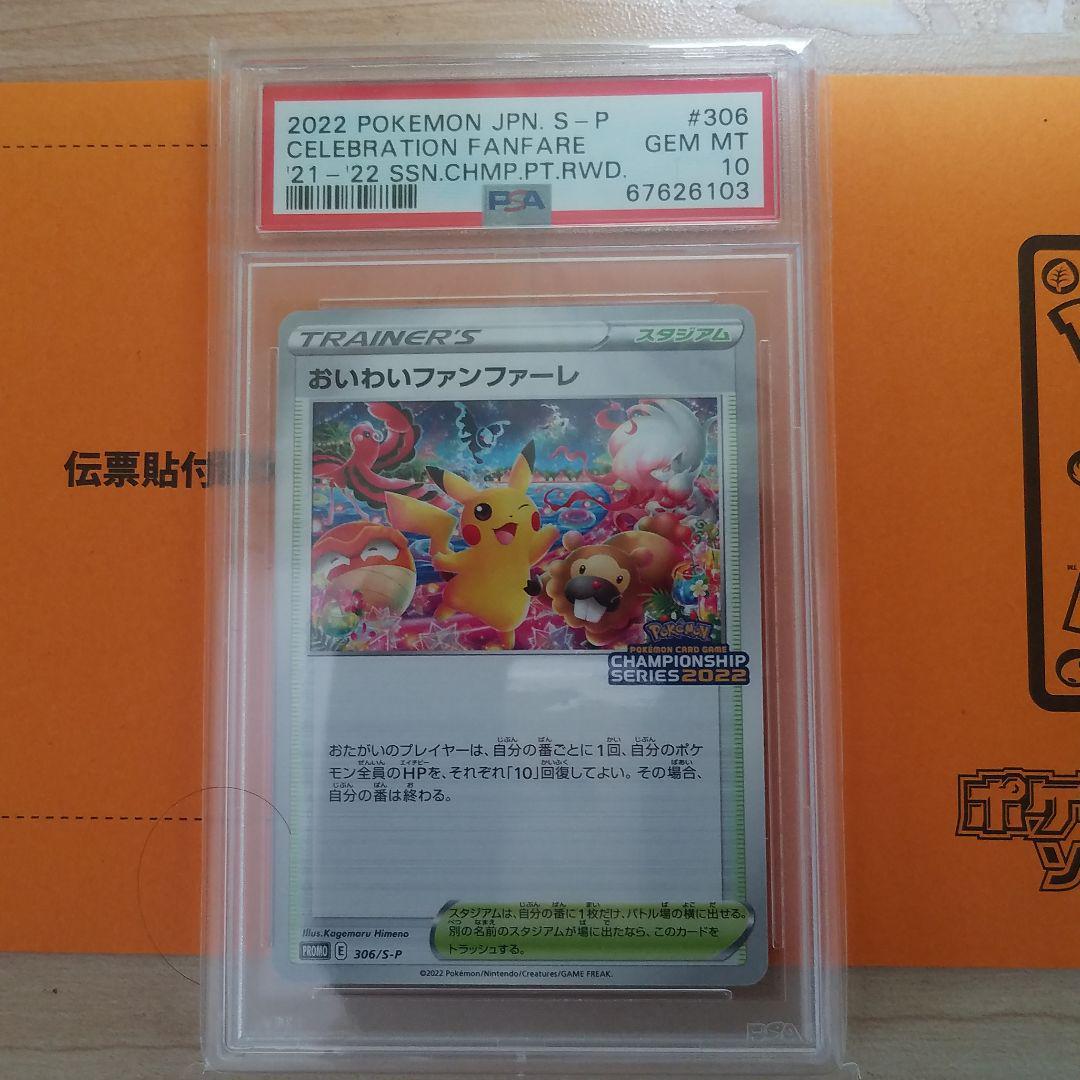 2022 POKEMON JPN. S-P #306
CELEBRATION FANFARE GEM MT
'21-'22 SSN.CHMP.PT.RWD. 10
PSA 67626103
TRAINER'S スタジアム
おいわいファンファーレ
伝票貼付
Pokémon
POKÉMON CARD GAME
CHAMPIONSHIP
SERIES 2022
おたがいのプレイヤーは、自分の番ごとに1回、自分のポケ
モン全員のHPを、それぞれ「10」回復してよい。その場合、
自分の番は終わる。
スタジアムは、自分の番に1枚だけ、バトル場の横に出せる。
別の名前のスタジアムが場に出たなら、このカードを
トラッシュする。
Illus.Kagemaru Himeno
PROMO E 306/S-P
©2022 Pokémon/Nintendo/Creatures/GAME FREAK.
PSA
ポケ